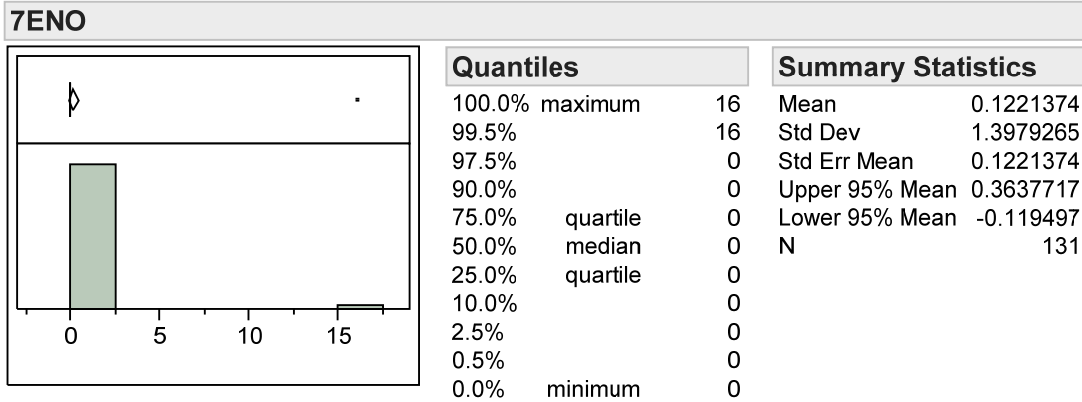 7ENO
0 5 10 15
Quantiles
100.0% maximum 16
99.5% 16
97.5% 0
90.0% 0
75.0% quartile 0
50.0% median 0
25.0% quartile 0
10.0% 0
2.5% 0
0.5% 0
0.0% minimum 0
Summary Statistics
Mean 0.1221374
Std Dev 1.3979265
Std Err Mean 0.1221374
Upper 95% Mean 0.3637717
Lower 95% Mean -0.119497
N 131